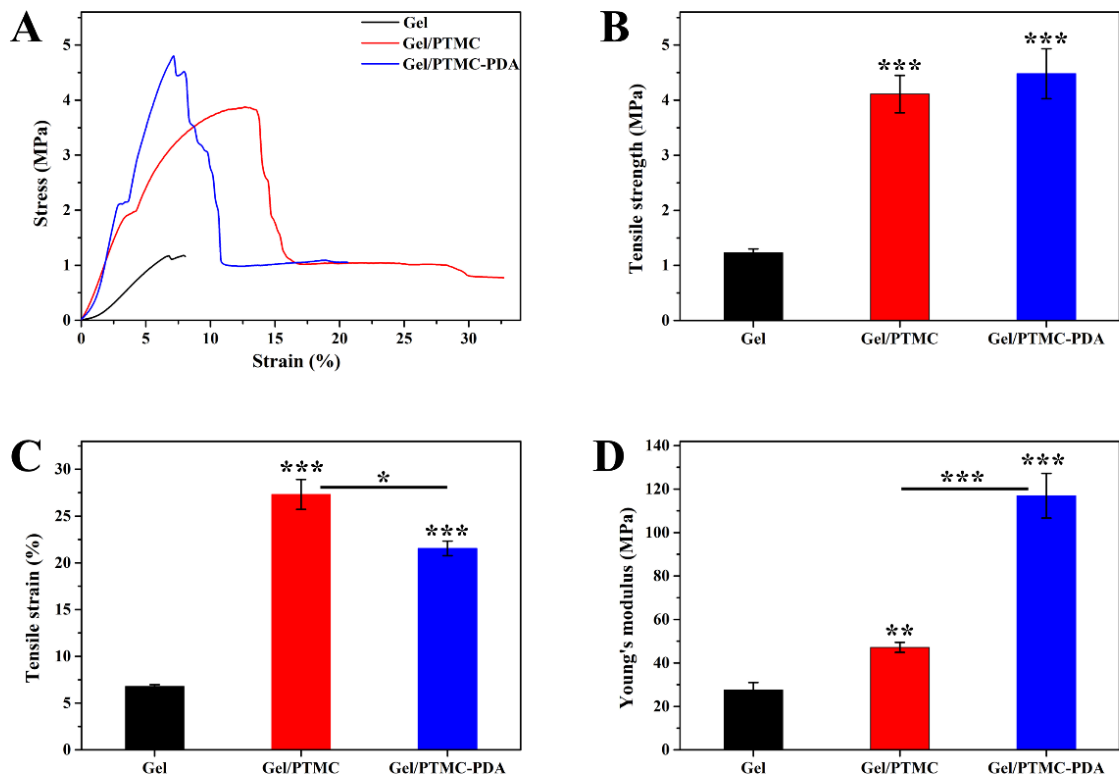 A
Gel
Gel/PTMC
Gel/PTMC-PDA
Stress (MPa)
5
4
3
2
1
0
0 5 10 15 20 25 30
Strain (%)
B
Tensile strength (MPa)
5
4
3
2
1
0
***
***
Gel Gel/PTMC Gel/PTMC-PDA
C
Tensile strain (%)
30
25
20
15
10
5
0
***
*
***
Gel Gel/PTMC Gel/PTMC-PDA
D
Young's modulus (MPa)
140
120
100
80
60
40
20
0
**
***
***
Gel Gel/PTMC Gel/PTMC-PDA